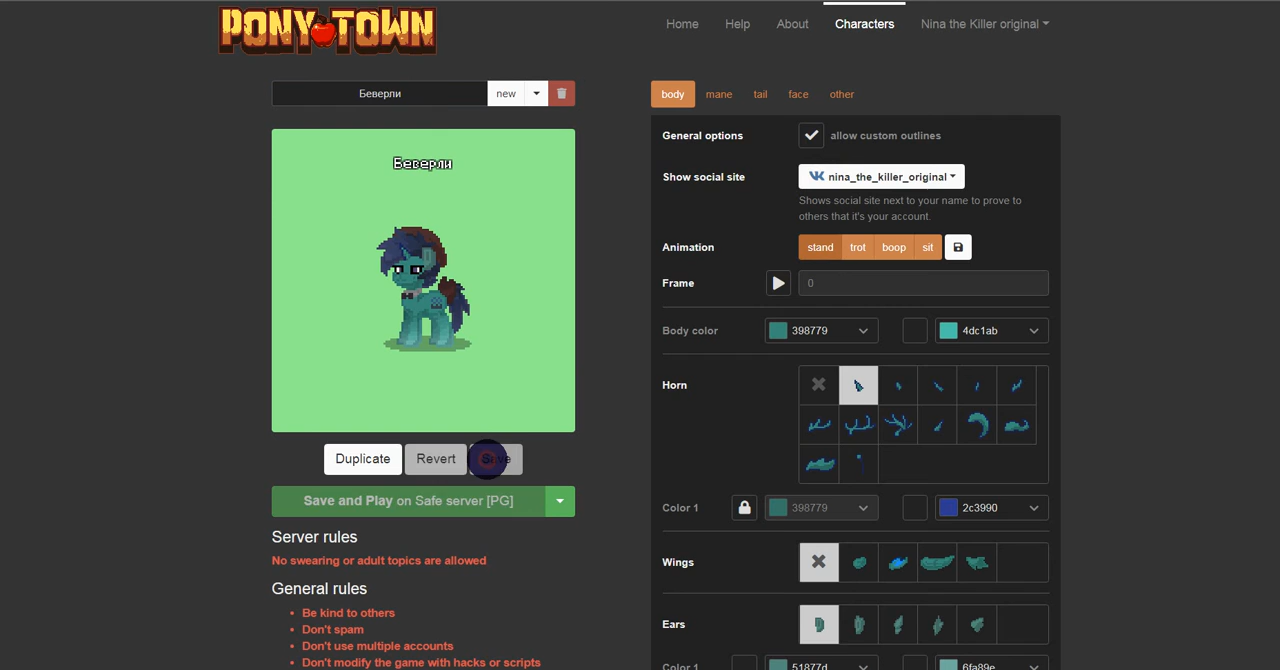 PONY TOWN
Home Help About Characters Nina the Killer original
Беверли new
body mane tail face other
Беверли
General options allow custom outlines
Show social site nina_the_killer_original
Shows social site next to your name to prove to
others that it's your account.
Animation stand trot boop sit
Frame 0
Body color 398779 4dc1ab
Horn
Duplicate Revert Save
Save and Play on Safe server [PG]
Color 1 398779 2c3990
Server rules
No swearing or adult topics are allowed
Wings
General rules
Be kind to others
Don't spam
Ears
Don't use multiple accounts
Don't modify the game with hacks or scripts
Color 1 51877d 6fa89e